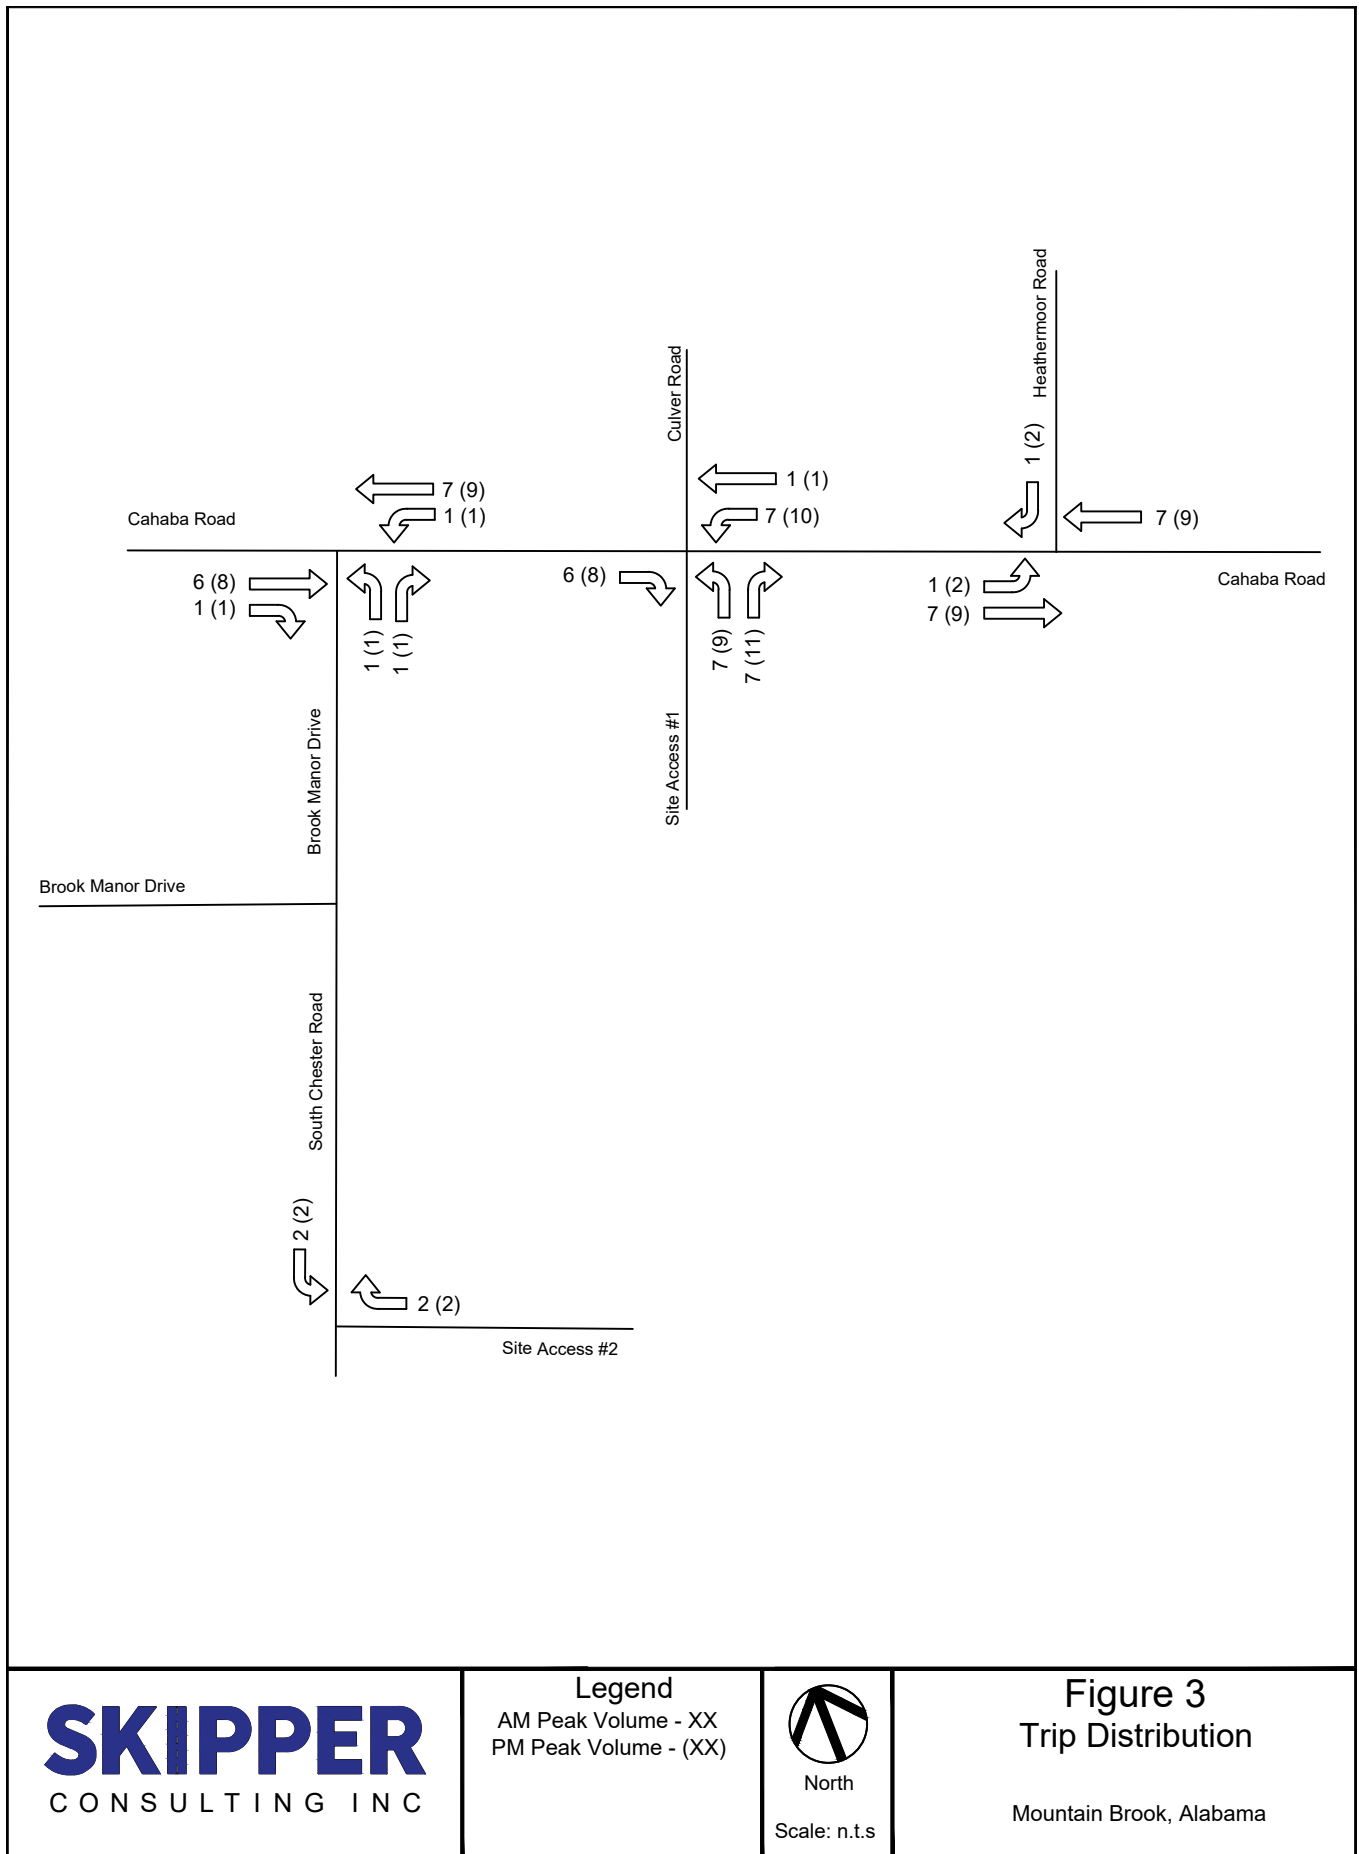 Heathermoor Road
Culver Road
1 (2)
7 (9)
1 (1)
1 (1)
7 (10)
7 (9)
Cahaba Road
6 (8)
1 (1)
6 (8)
1 (2)
7 (9)
Cahaba Road
1 (1)
1 (1)
7 (9)
7 (11)
Brook Manor Drive
Site Access #1
Brook Manor Drive
South Chester Road
2 (2)
2 (2)
Site Access #2
SKIPPER
CONSULTING INC
Legend
AM Peak Volume - XX
PM Peak Volume - (XX)
North
Scale: n.t.s
Figure 3
Trip Distribution
Mountain Brook, Alabama